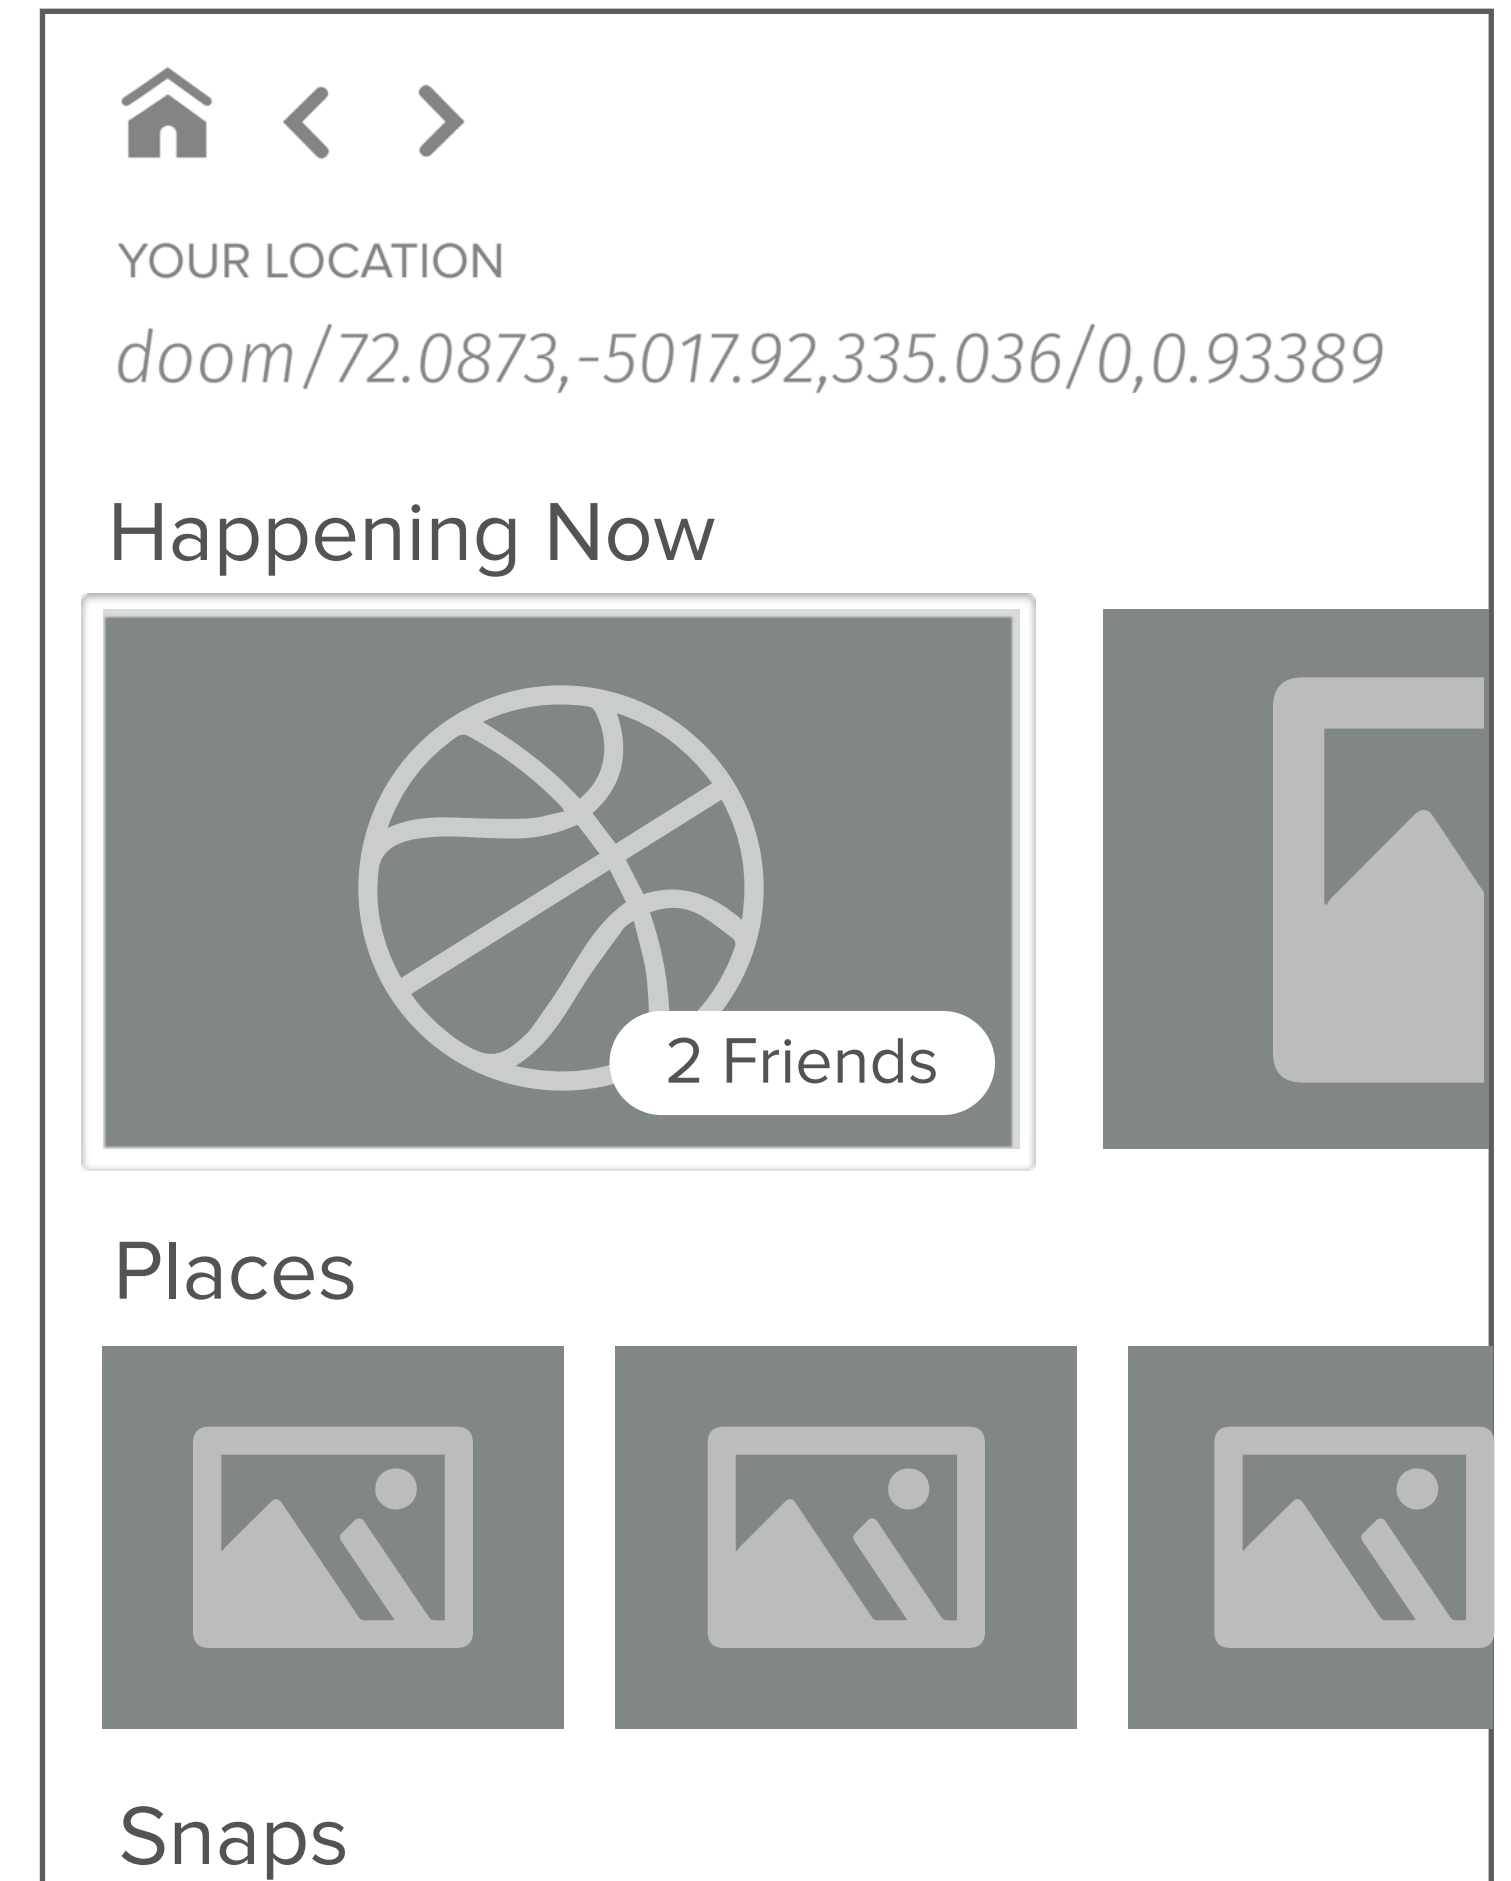 YOUR LOCATION
doom/72.0873,-5017.92,335.036/0,0.93389
Happening Now
2 Friends
Places
Snaps